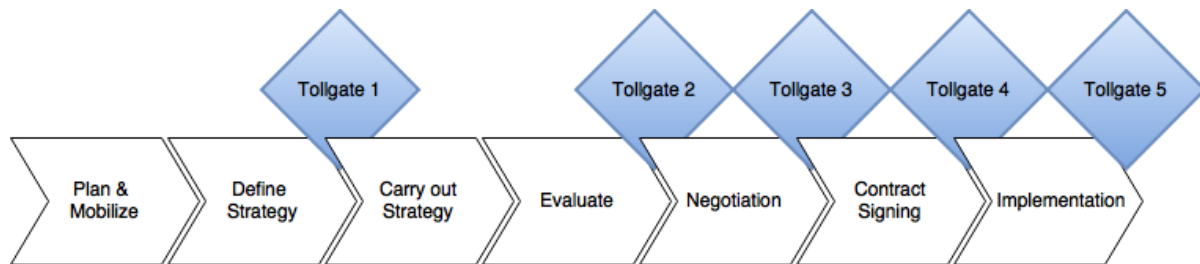 Tollgate 1
Tollgate 2
Tollgate 3
Tollgate 4
Tollgate 5
Plan &
Mobilize
Define
Strategy
Carry out
Strategy
Evaluate
Negotiation
Contract
Signing
Implementation